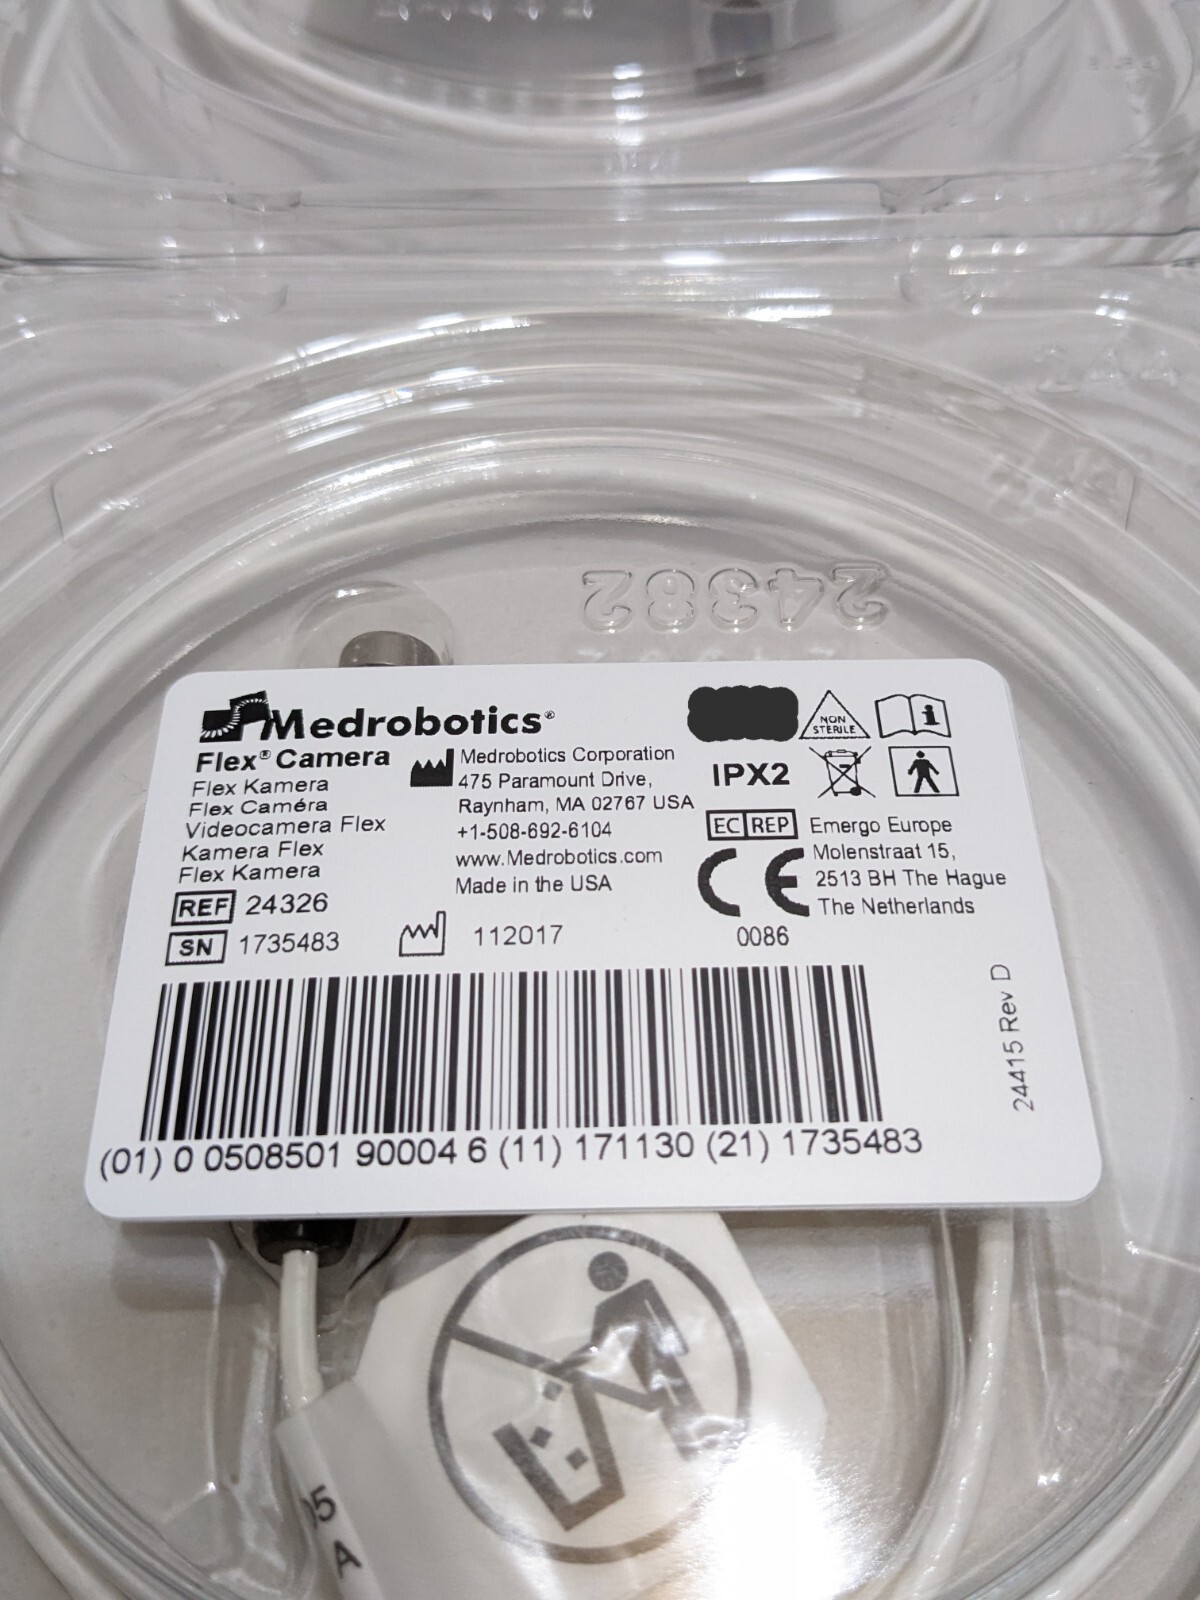 24382
Medrobotics®
Flex® Camera
Flex Kamera
Flex Caméra
Videocamera Flex
Kamera Flex
Flex Kamera
REF 24326
SN 1735483
Medrobotics Corporation
475 Paramount Drive,
Raynham, MA 02767 USA
+1-508-692-6104
www.Medrobotics.com
Made in the USA
112017
NON
STERILE
i
IPX2
EC REP Emergo Europe
Molenstraat 15,
2513 BH The Hague
The Netherlands
CE
0086
24415 Rev D
(01) 0 0508501 90004 6 (11) 171130 (21) 1735483
5
A